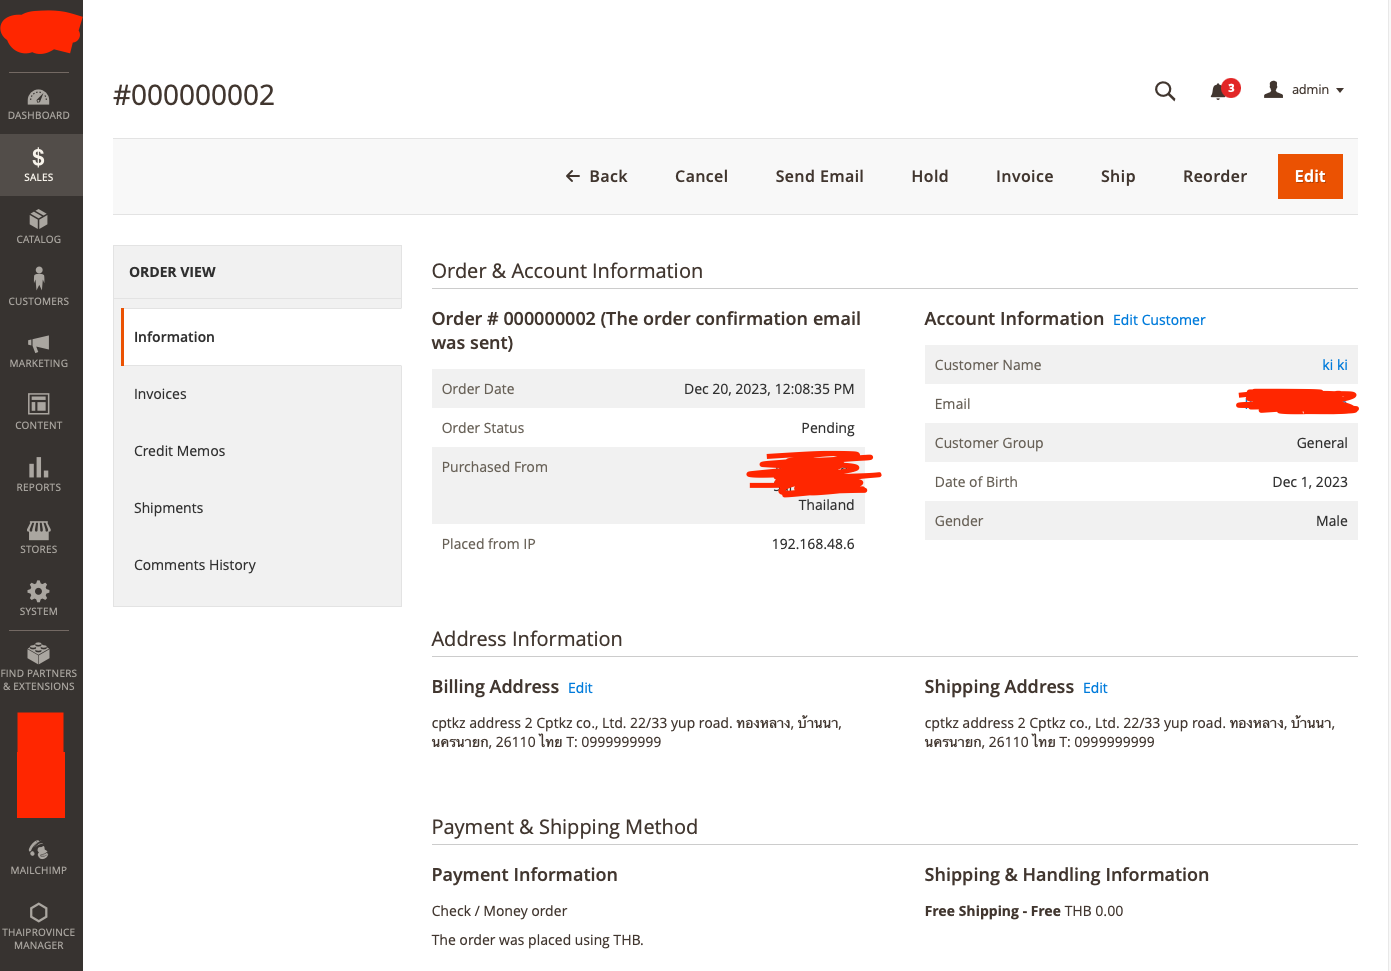 #000000002
3
admin
DASHBOARD
SALES
CATALOG
CUSTOMERS
MARKETING
CONTENT
REPORTS
STORES
SYSTEM
FIND PARTNERS
& EXTENSIONS
MAILCHIMP
THAIPROVINCE
MANAGER
Back
Cancel
Send Email
Hold
Invoice
Ship
Reorder
Edit
ORDER VIEW
Information
Invoices
Credit Memos
Shipments
Comments History
Order & Account Information
Order # 000000002 (The order confirmation email
was sent)
Order Date Dec 20, 2023, 12:08:35 PM
Order Status Pending
Purchased From
Thailand
Placed from IP 192.168.48.6
Account Information Edit Customer
Customer Name ki ki
Email
Customer Group General
Date of Birth Dec 1, 2023
Gender Male
Address Information
Billing Address Edit
cptkz address 2 Cptkz co., Ltd. 22/33 yup road. ทองหลาง, บ้านนา,
นครนายก, 26110 ไทย T: 0999999999
Shipping Address Edit
cptkz address 2 Cptkz co., Ltd. 22/33 yup road. ทองหลาง, บ้านนา,
นครนายก, 26110 ไทย T: 0999999999
Payment & Shipping Method
Payment Information
Check / Money order
The order was placed using THB.
Shipping & Handling Information
Free Shipping - Free THB 0.00